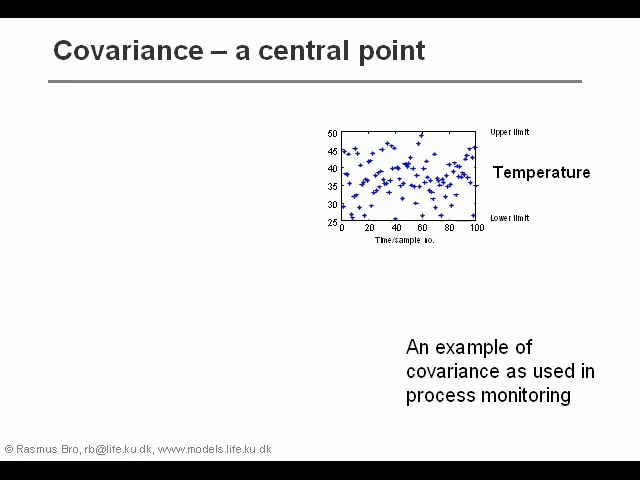 Covariance – a central point
50
45
40
35
30
25
0 20 40 60 80 100
Time/sample no.
Upper limit
Temperature
Lower limit
An example of
covariance as used in
process monitoring
© Rasmus Bro, rb@life.ku.dk, www.models.life.ku.dk